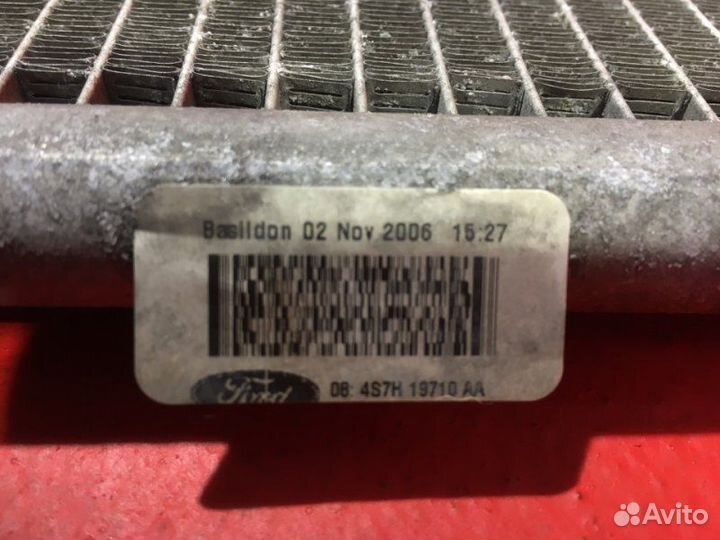 Basildon 02 Nov 2006 15:27
Ford 08: 4S7H 19710 AA
Avito